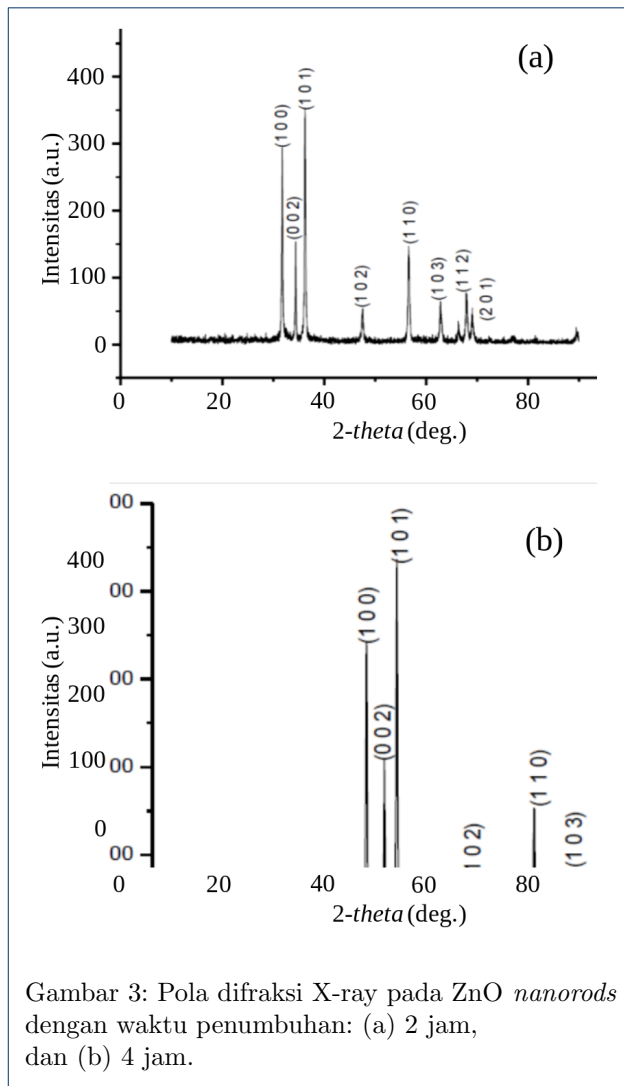 (a)
400
300
200
100
0
Intensitas (a.u.)
(1 0 0)
(0 0 2)
(1 0 1)
(1 0 2)
(1 1 0)
(1 0 3)
(1 1 2)
(2 0 1)
0 20 40 60 80
2-theta (deg.)
(b)
00
400
00
300
00
200
100 00
0
00
Intensitas (a.u.)
(1 0 0)
(0 0 2)
(1 0 1)
1 0 2)
(1 1 0)
(1 0 3)
0 40 60 80
2-theta (deg.)
Gambar 3: Pola difraksi X-ray pada ZnO nanorods
dengan waktu penumbuhan: (a) 2 jam,
dan (b) 4 jam.